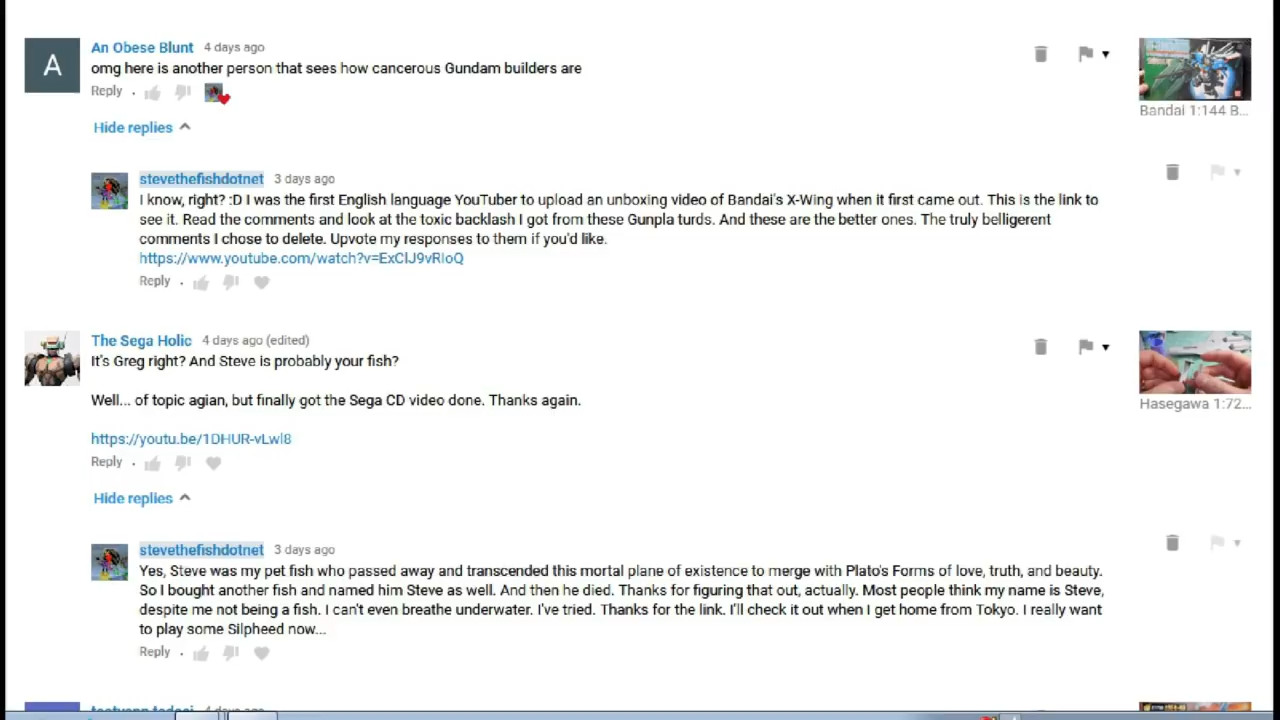 A
An Obese Blunt 4 days ago
omg here is another person that sees how cancerous Gundam builders are
Reply
Hide replies
Bandai 1:144 B...
stevethefishdotnet 3 days ago
I know, right? :D I was the first English language YouTuber to upload an unboxing video of Bandai's X-Wing when it first came out. This is the link to
see it. Read the comments and look at the toxic backlash I got from these Gunpla turds. And these are the better ones. The truly belligerent
comments I chose to delete. Upvote my responses to them if you'd like.
https://www.youtube.com/watch?v=ExClJ9vRIoQ
Reply
The Sega Holic 4 days ago (edited)
It's Greg right? And Steve is probably your fish?
Well... of topic agian, but finally got the Sega CD video done. Thanks again.
https://youtu.be/1DHUR-vLwl8
Reply
Hide replies
Hasegawa 1:72...
stevethefishdotnet 3 days ago
Yes, Steve was my pet fish who passed away and transcended this mortal plane of existence to merge with Plato's Forms of love, truth, and beauty.
So I bought another fish and named him Steve as well. And then he died. Thanks for figuring that out, actually. Most people think my name is Steve,
despite me not being a fish. I can't even breathe underwater. I've tried. Thanks for the link. I'll check it out when I get home from Tokyo. I really want
to play some Silpheed now...
Reply
4 days ago